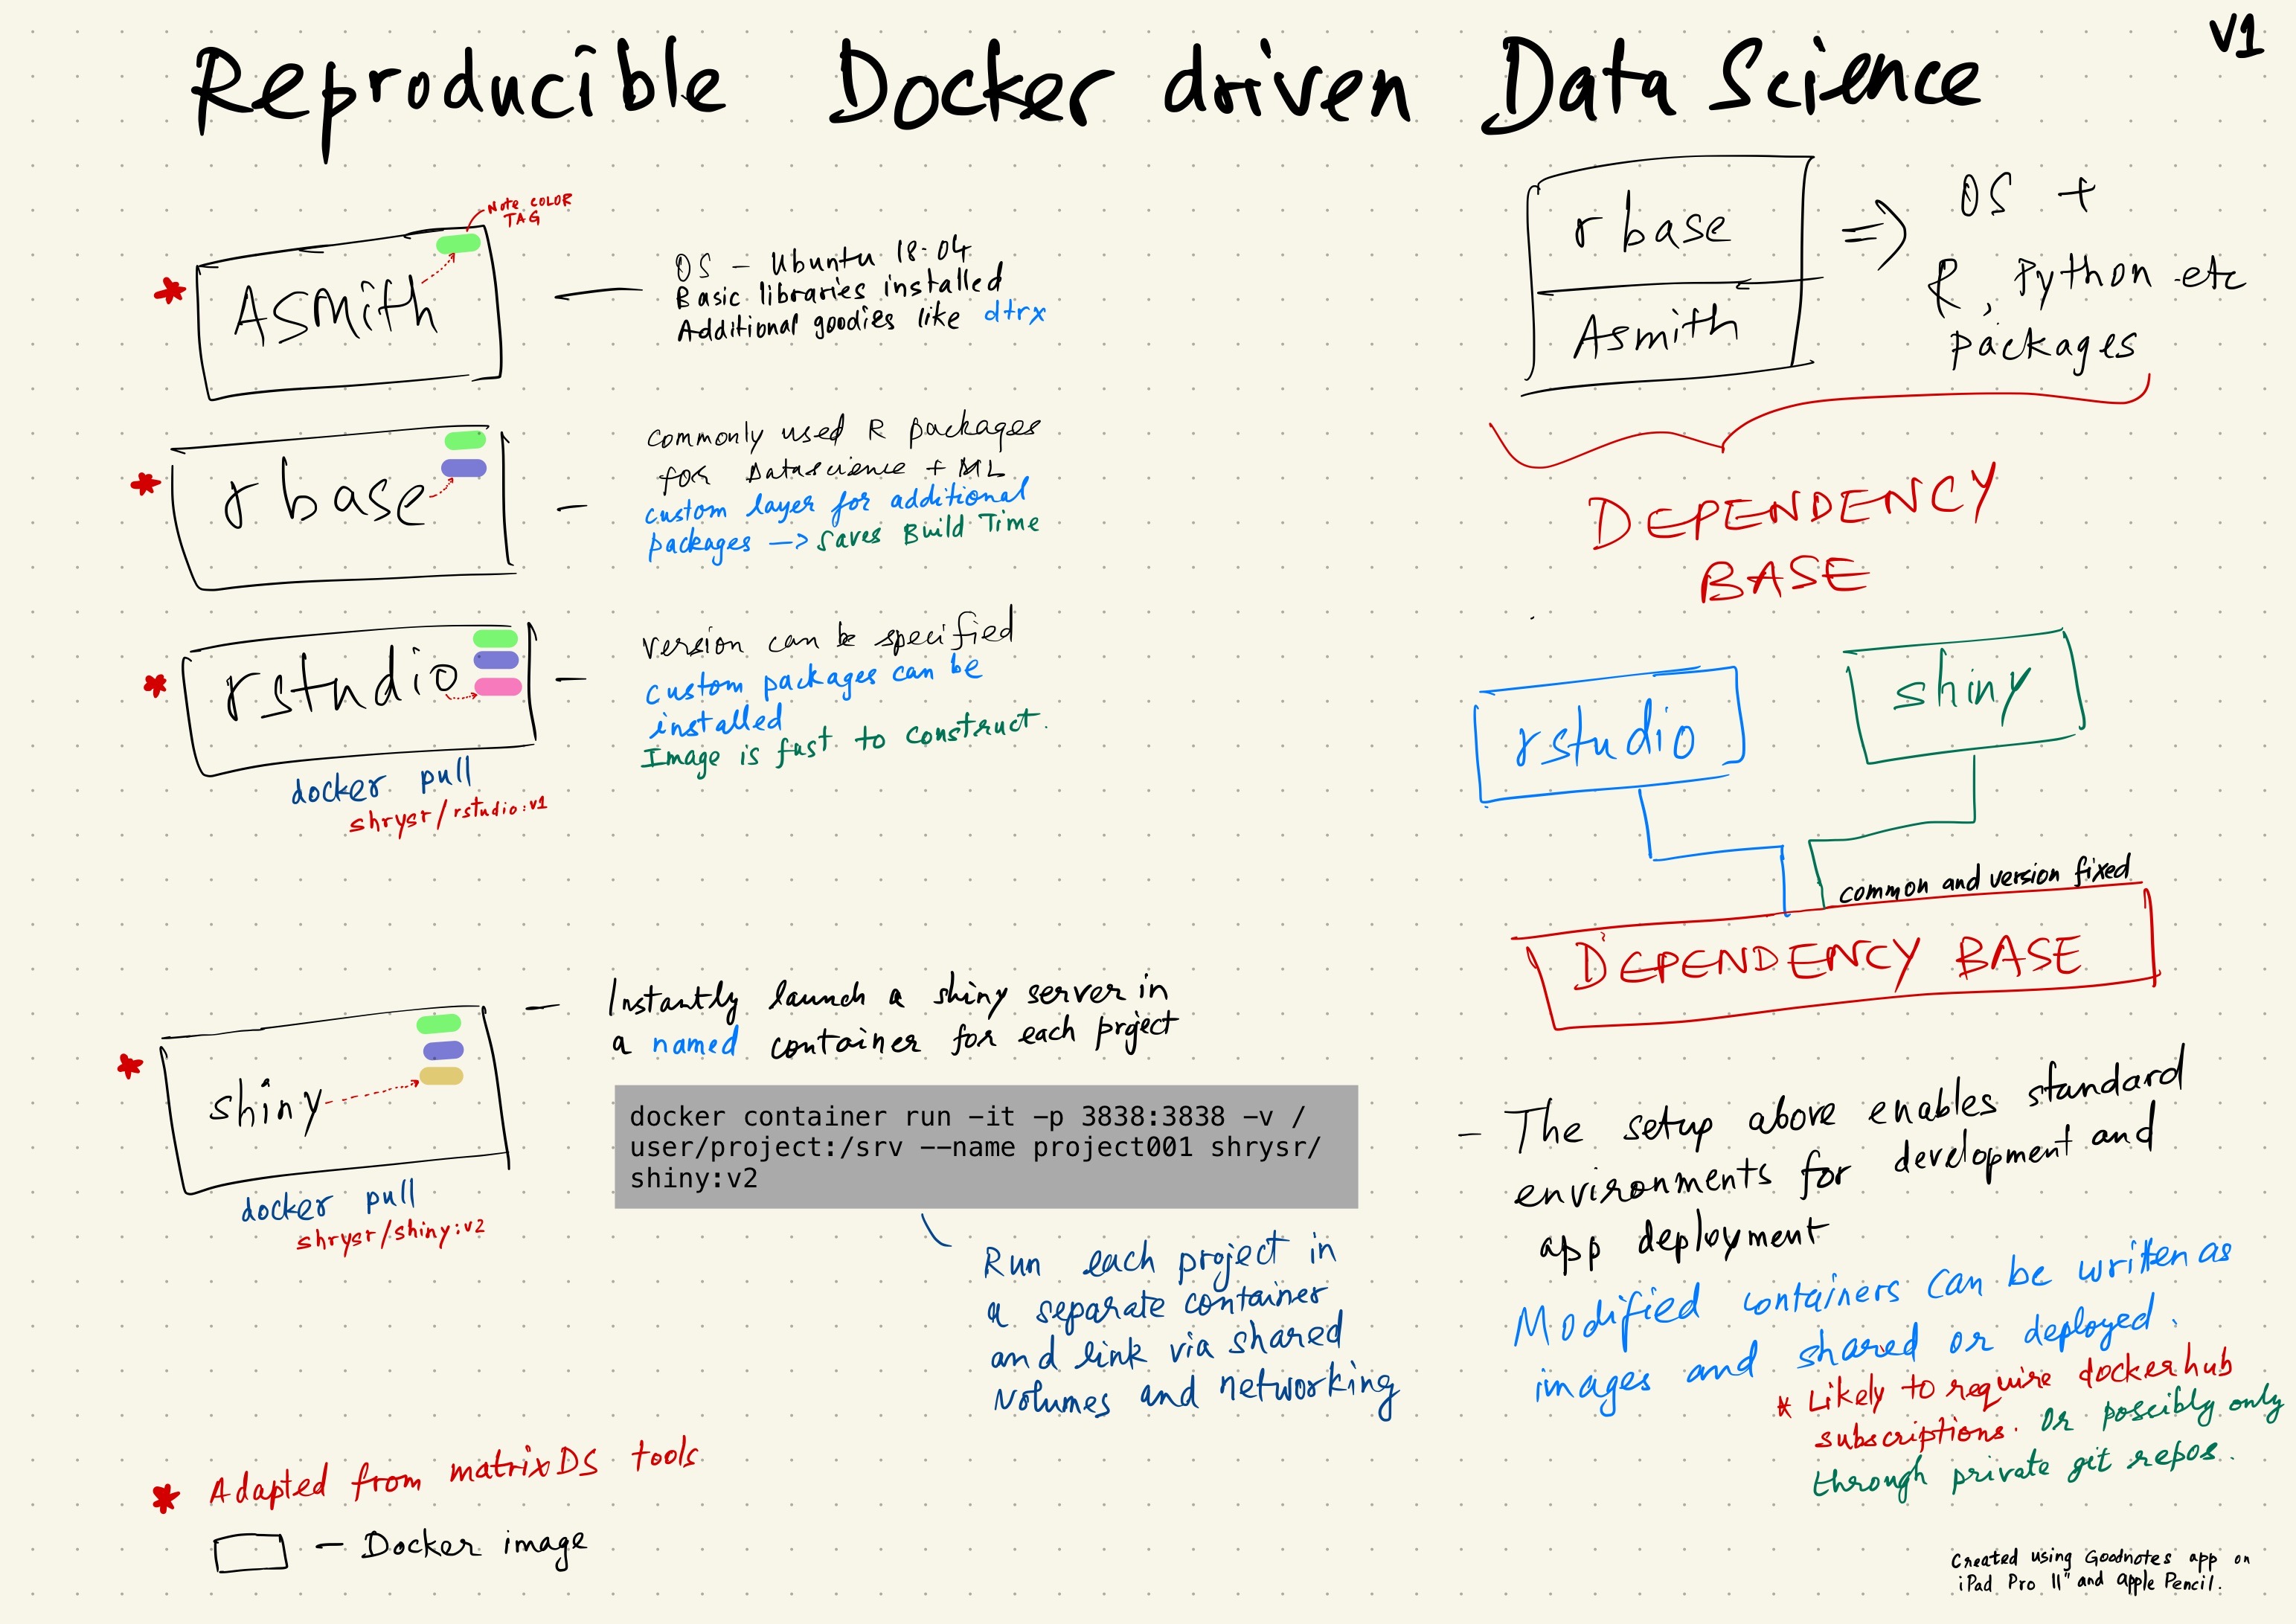 Reproducible Docker driven Data Science
V1
Note COLOR
TAG
Asmith
OS - Ubuntu 18:04
Basic libraries installed
Additional goodies like dtrx
r base
commonly used R packages
for Datascience + ML
custom layer for additional
packages -> Saves Build Time
rstudio
version can be specified
custom packages can be
installed
Image is fast to construct.
docker pull
shrysr/rstudio:v1
shiny
Instantly launch a shiny server in
a named container for each project
docker container run -it -p 3838:3838 -v /
user/project:/srv --name project001 shrysr/
shiny:v2
docker pull
shrysr/shiny:v2
Run each project in
a separate container
and link via shared
volumes and networking
* Adapted from matrixDS tools
- Docker image
r base
Asmith
=> OS +
R, Python etc
packages
DEPENDENCY
BASE
rstudio
shiny
common and version fixed
DEPENDENCY BASE
- The setup above enables standard
environments for development and
app deployment
Modified containers can be written as
images and shared or deployed.
* Likely to require dockerhub
subscriptions. Or poscibly only
through private git repos.
Created using Goodnotes app on
iPad Pro 11" and apple Pencil.